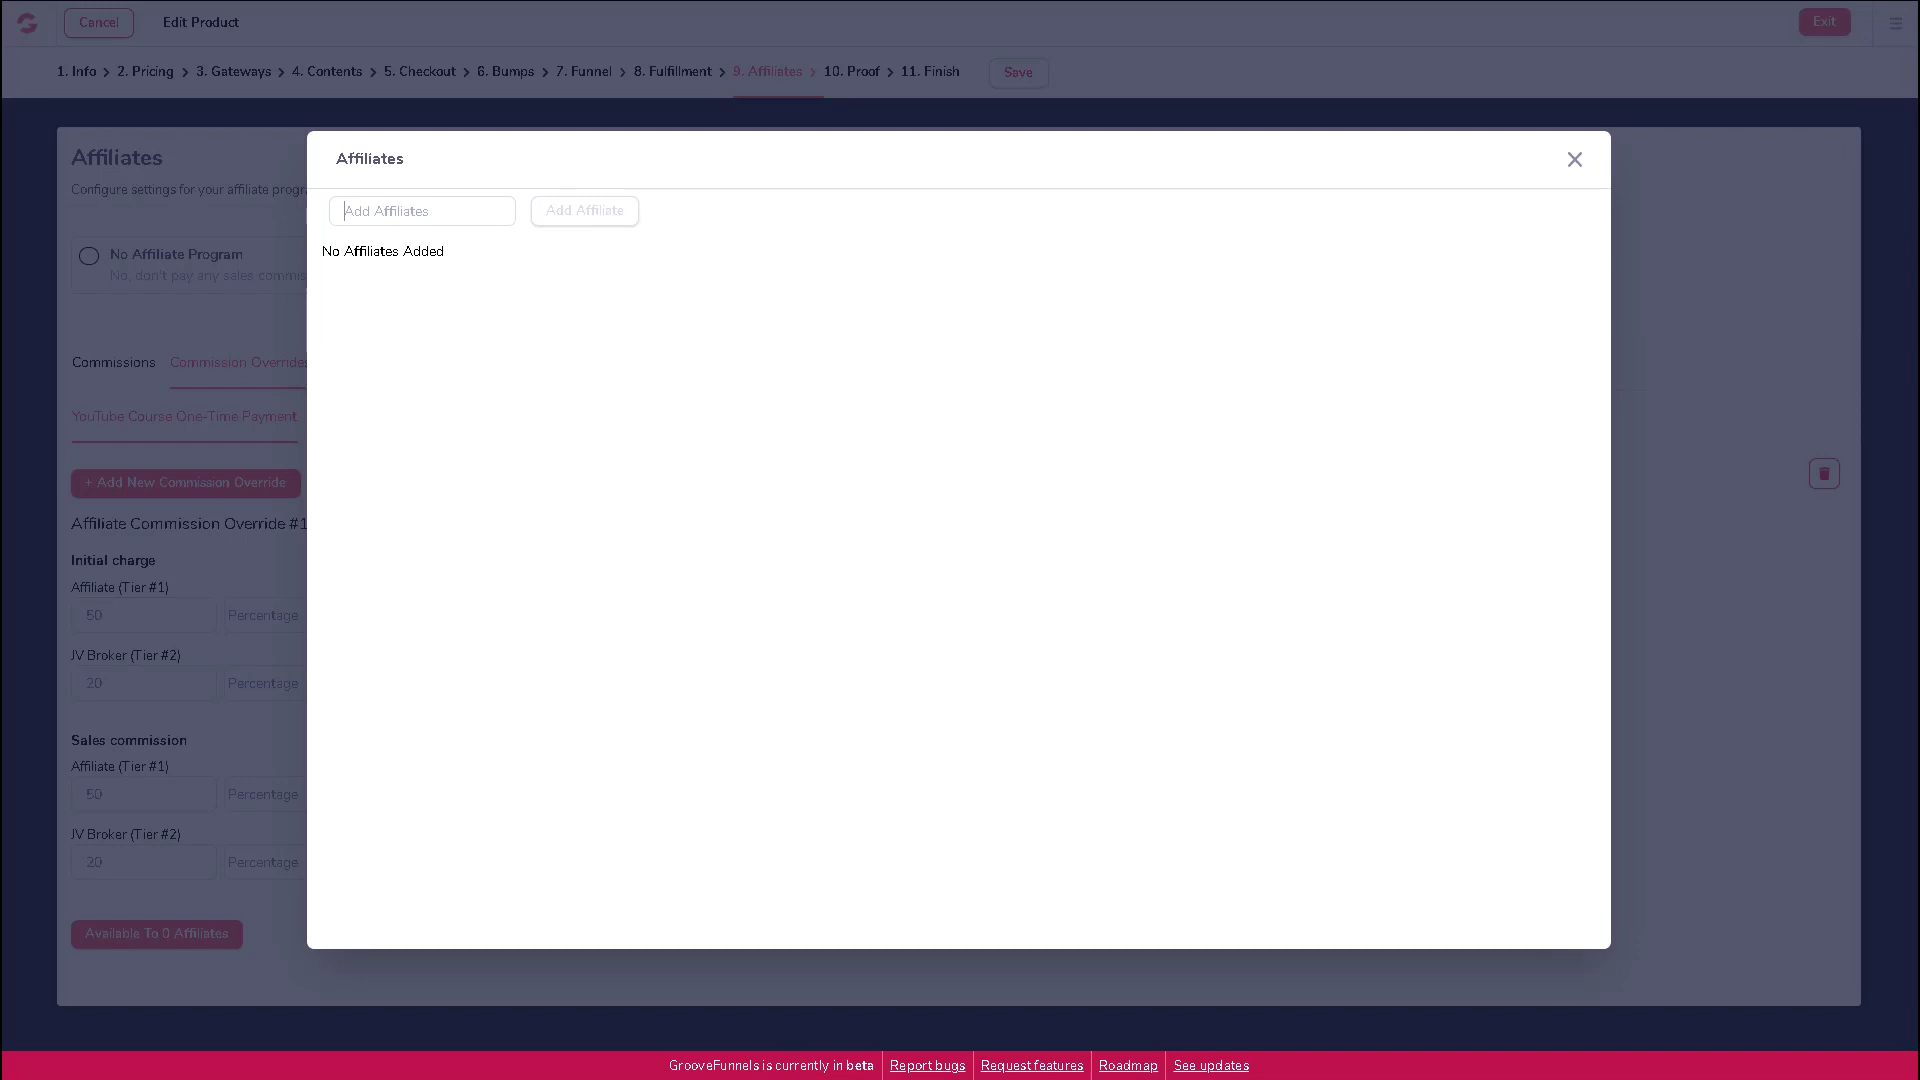 Cancel
Edit Product
Exit
1. Info > 2. Pricing > 3. Gateways > 4. Contents > 5. Checkout > 6. Bumps > 7. Funnel > 8. Fulfillment > 9. Affiliates > 10. Proof > 11. Finish
Save
Affiliates
Configure settings for your affiliate progr
No Affiliate Program
No, don't pay any sales commis
Commissions
Commission Overrides
YouTube Course One-Time Payment
+ Add New Commission Override
Affiliate Commission Override #1
Initial charge
Affiliate (Tier #1)
50
Percentage
JV Broker (Tier #2)
20
Percentage
Sales commission
Affiliate (Tier #1)
50
Percentage
JV Broker (Tier #2)
20
Percentage
Available To 0 Affiliates
Affiliates
Add Affiliates
Add Affiliate
No Affiliates Added
GrooveFunnels is currently in beta
Report bugs
Request features
Roadmap
See updates